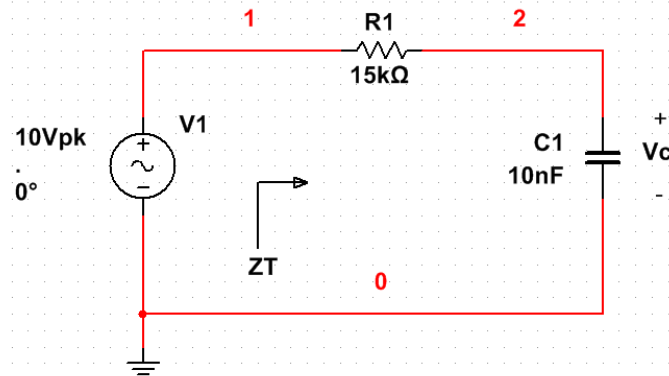 1
R1
2
15kΩ
V1
10Vpk
.
0°
+
~
-
C1
10nF
+
Vc
-
ZT
0